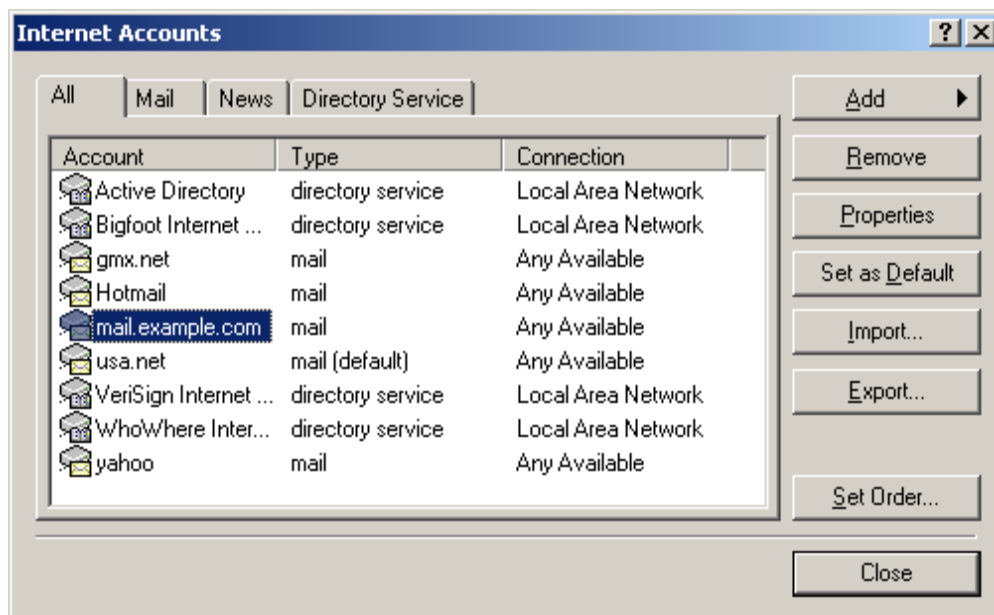 Internet Accounts
All Mail News Directory Service
Add
Remove
Properties
Set as Default
Import...
Export...
Set Order...
Close
Account Type Connection
Active Directory directory service Local Area Network
Bigfoot Internet ... directory service Local Area Network
gmx.net mail Any Available
Hotmail mail Any Available
mail.example.com mail Any Available
usa.net mail (default) Any Available
VeriSign Internet ... directory service Local Area Network
WhoWhere Inter... directory service Local Area Network
yahoo mail Any Available